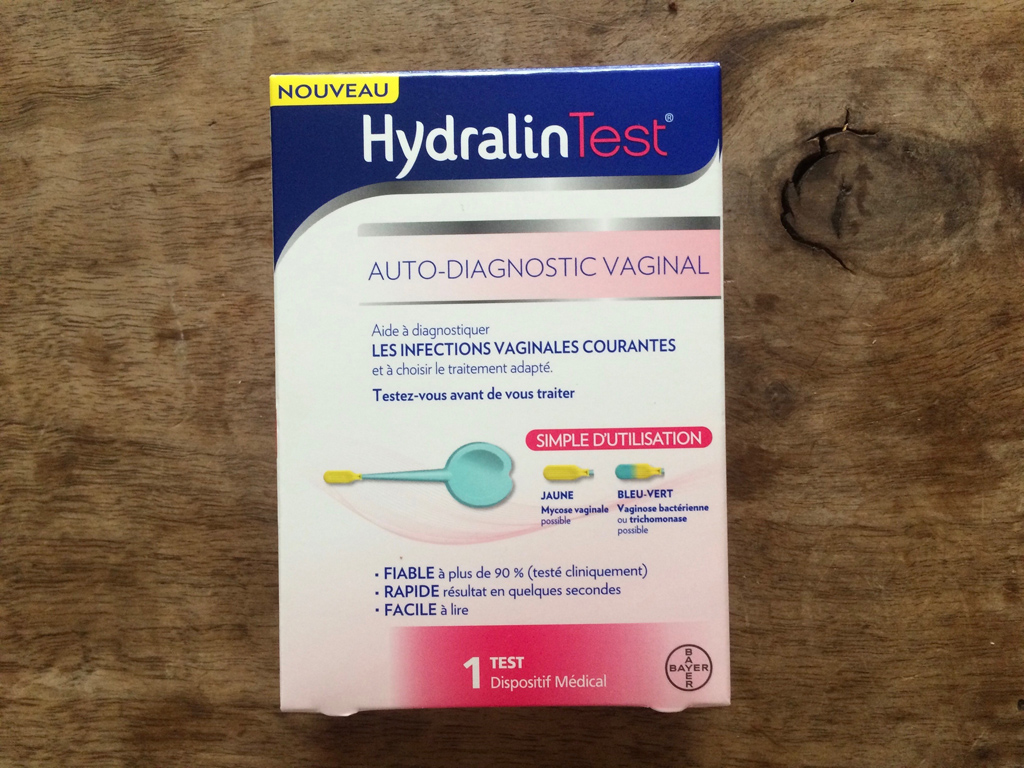 NOUVEAU
HydralinTest®
AUTO-DIAGNOSTIC VAGINAL
Aide à diagnostiquer
LES INFECTIONS VAGINALES COURANTES
et à choisir le traitement adapté.
Testez-vous avant de vous traiter
SIMPLE D'UTILISATION
JAUNE
Mycose vaginale
possible
BLEU-VERT
Vaginose bactérienne
ou trichomonase
possible
· FIABLE à plus de 90 % (testé cliniquement)
· RAPIDE résultat en quelques secondes
· FACILE à lire
1 TEST
Dispositif Médical
BAYER
BAYER